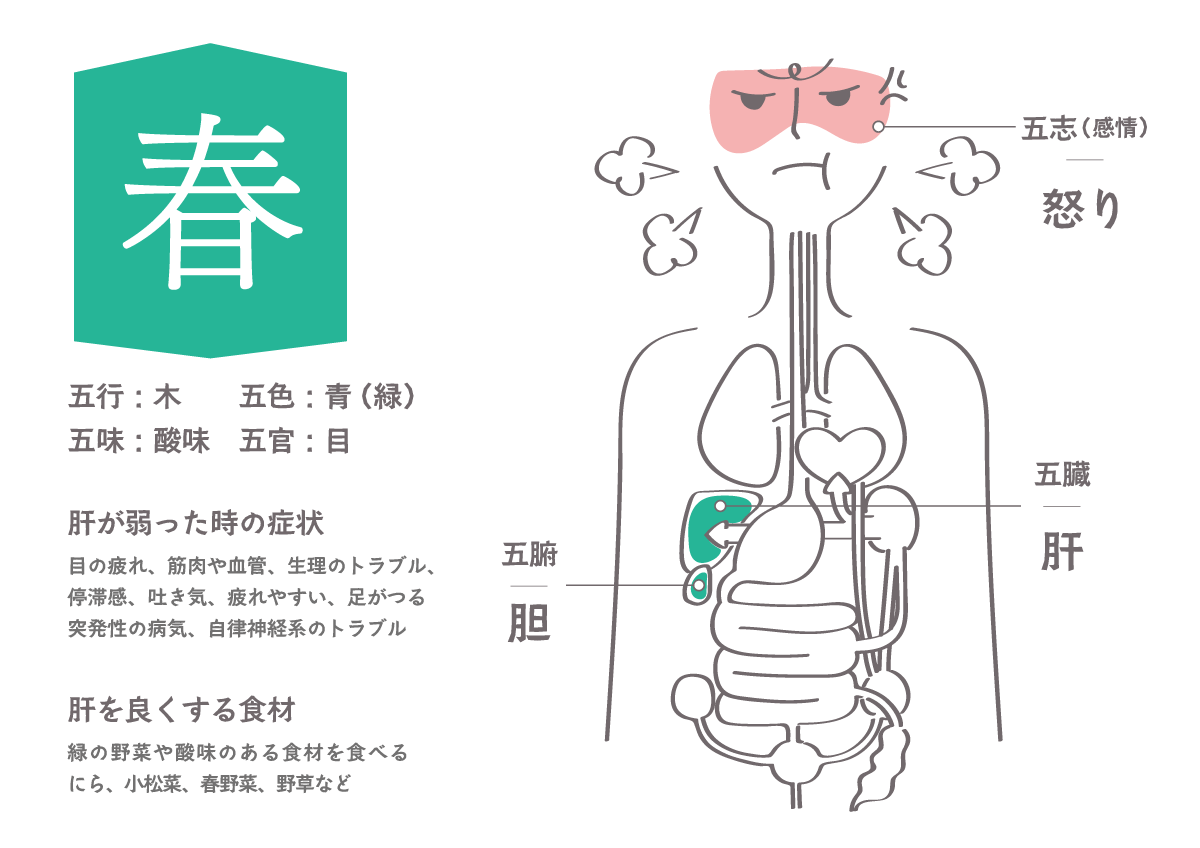 春
五行：木　五色：青（緑）
五味：酸味　五官：目
肝が弱った時の症状
目の疲れ、筋肉や血管、生理のトラブル、
停滞感、吐き気、疲れやすい、足がつる
突発性の病気、自律神経系のトラブル
肝を良くする食材
緑の野菜や酸味のある食材を食べる
にら、小松菜、春野菜、野草など
五志（感情）
怒り
五臓
肝
五腑
胆